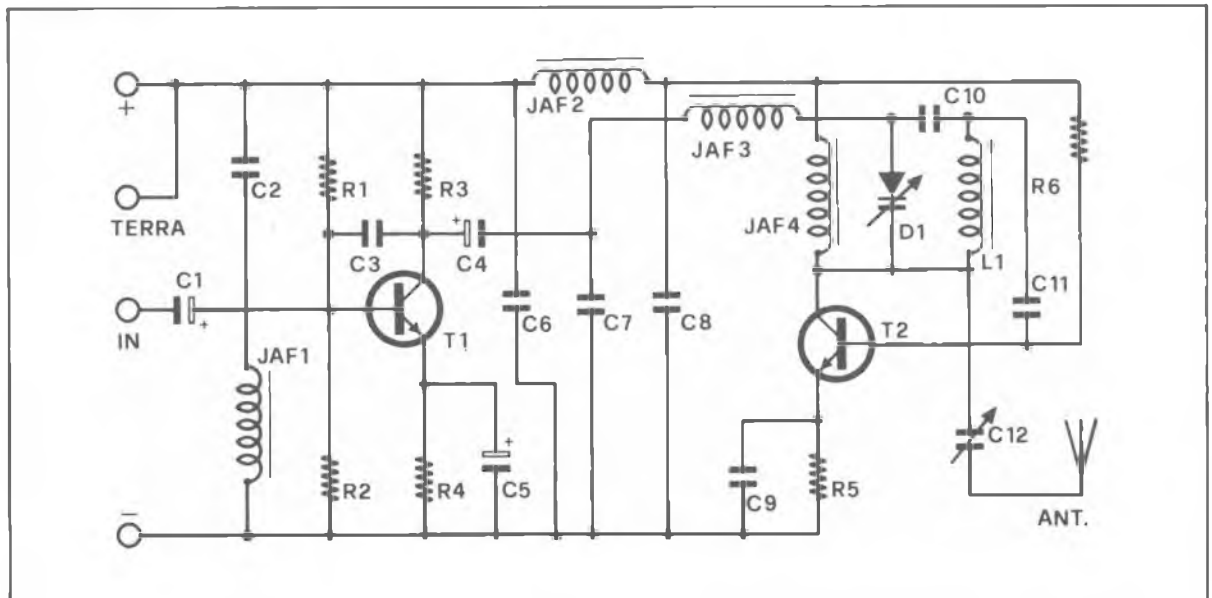 +
JAF2
C10
JAF3
C2
R1
R3
R6
JAF4
TERRA
D1
C3
+
C4
L1
C1
C11
+
IN
T1
C6
C7
C8
T2
JAF1
C12
+
R2
R4
C5
C9
R5
−
ANT.